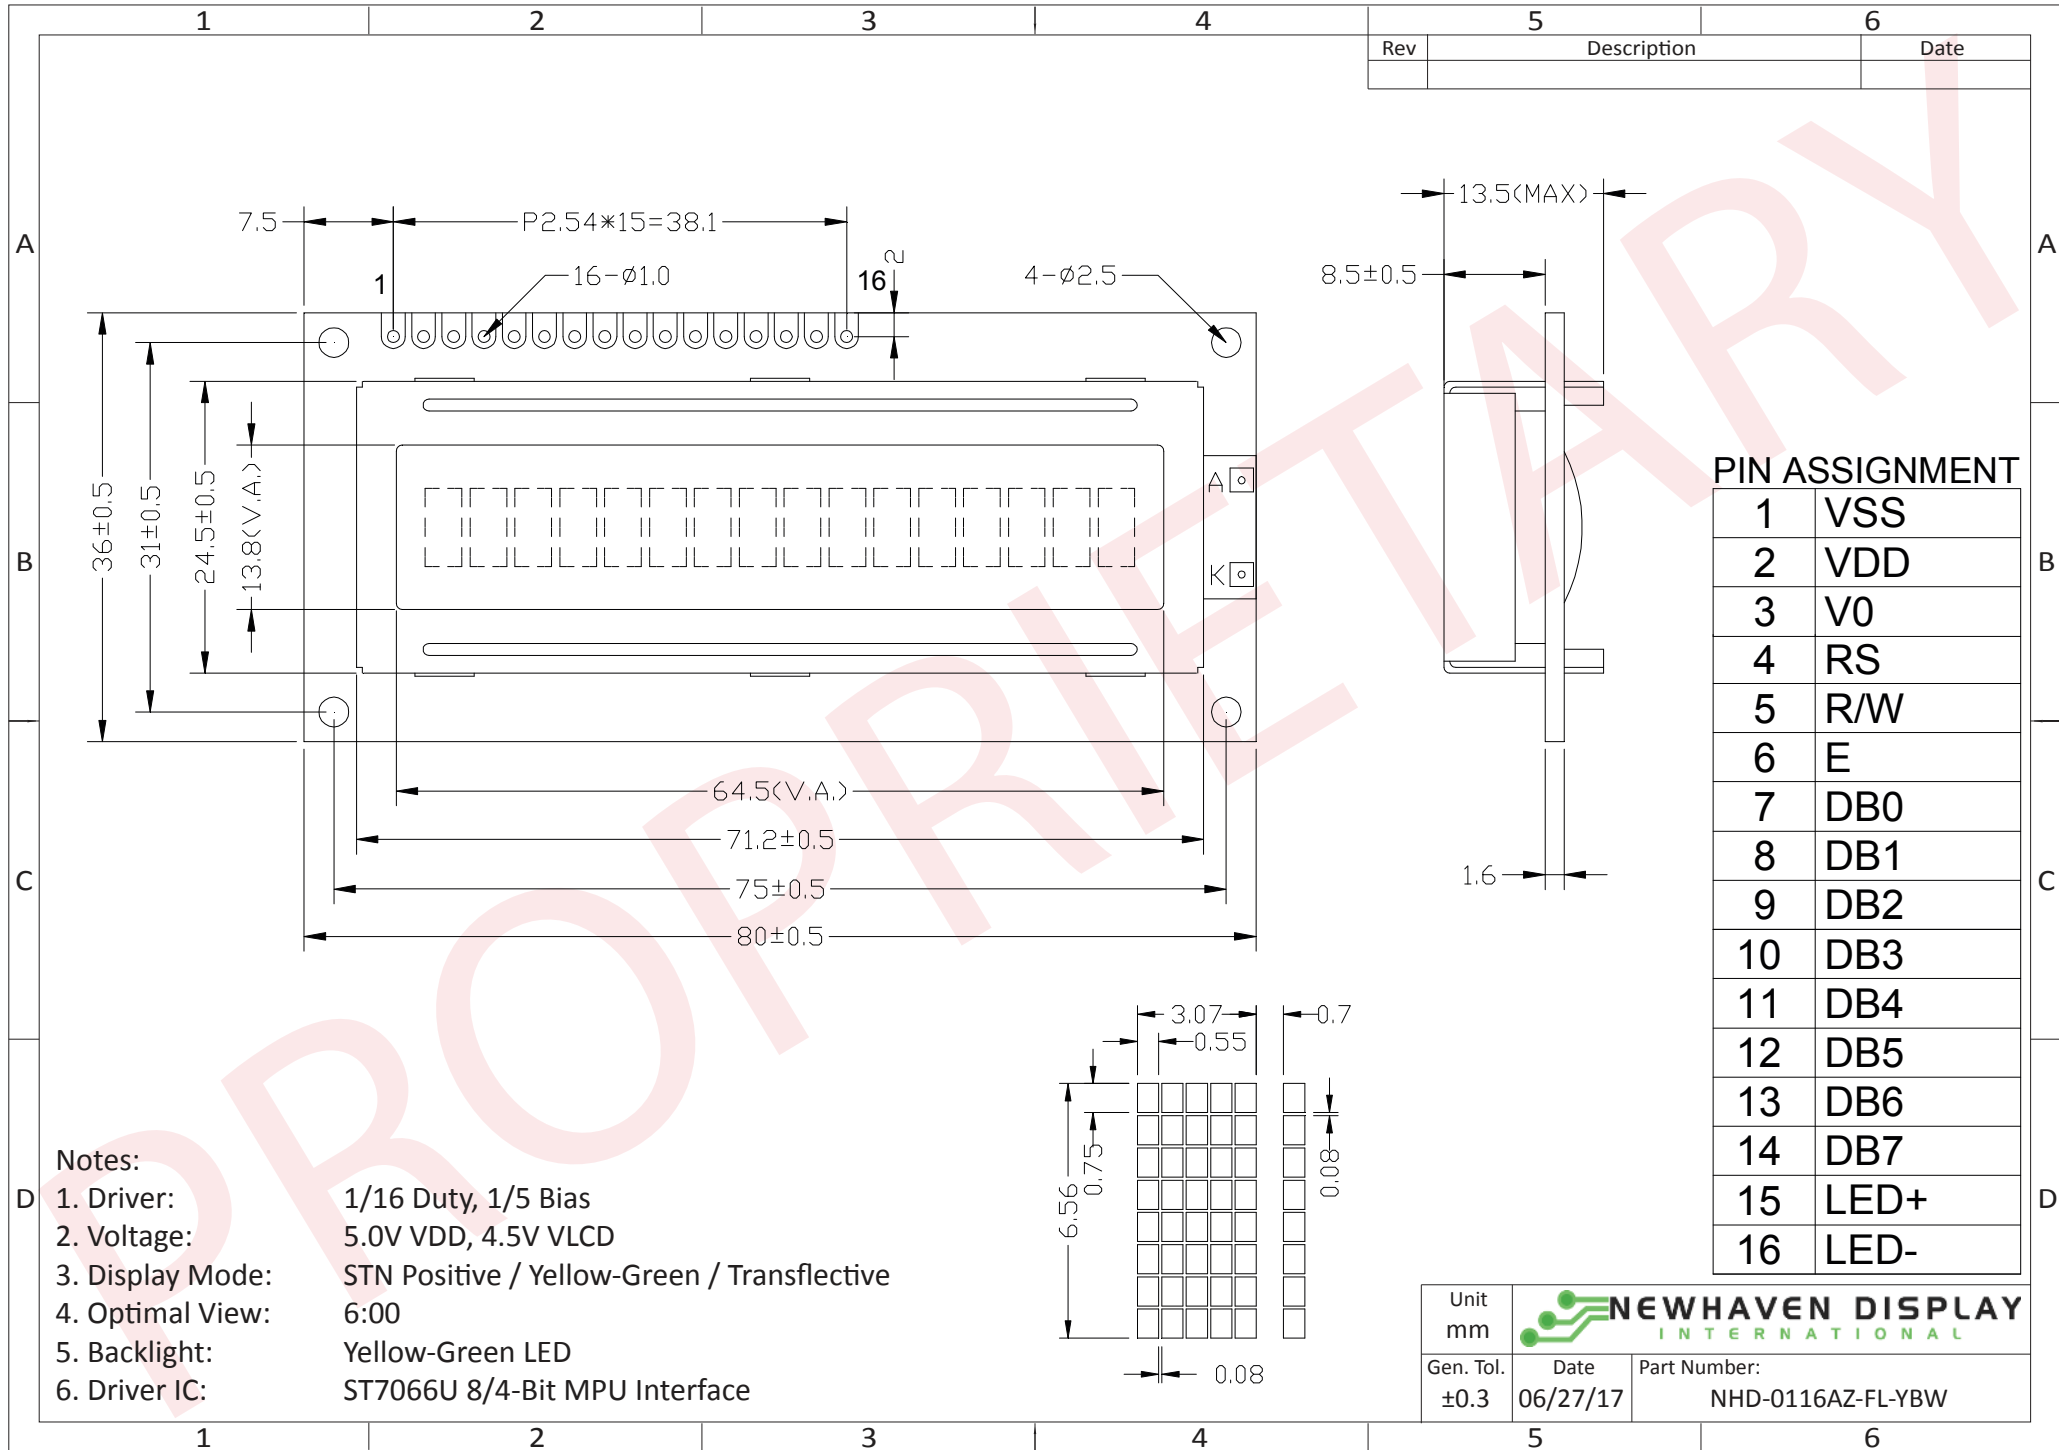 1 2 3 4 5 6
Rev Description Date
A A
B B
C C
D D
7.5
P2.54*15=38.1
1
16-ø1.0
16
2
4-ø2.5
13.5(MAX)
8.5±0.5
36±0.5
31±0.5
24.5±0.5
13.8(V.A.)
A
K
64.5(V.A.)
71.2±0.5
75±0.5
80±0.5
1.6
PIN ASSIGNMENT
1 VSS
2 VDD
3 V0
4 RS
5 R/W
6 E
7 DB0
8 DB1
9 DB2
10 DB3
11 DB4
12 DB5
13 DB6
14 DB7
15 LED+
16 LED-
3.07
0.7
0.55
0.75
6.56
0.08
0.08
PROPRIETARY
Notes:
1. Driver: 1/16 Duty, 1/5 Bias
2. Voltage: 5.0V VDD, 4.5V VLCD
3. Display Mode: STN Positive / Yellow-Green / Transflective
4. Optimal View: 6:00
5. Backlight: Yellow-Green LED
6. Driver IC: ST7066U 8/4-Bit MPU Interface
Unit
mm
NEWHAVEN DISPLAY
INTERNATIONAL
Gen. Tol.
±0.3
Date
06/27/17
Part Number:
NHD-0116AZ-FL-YBW
1 2 3 4 5 6